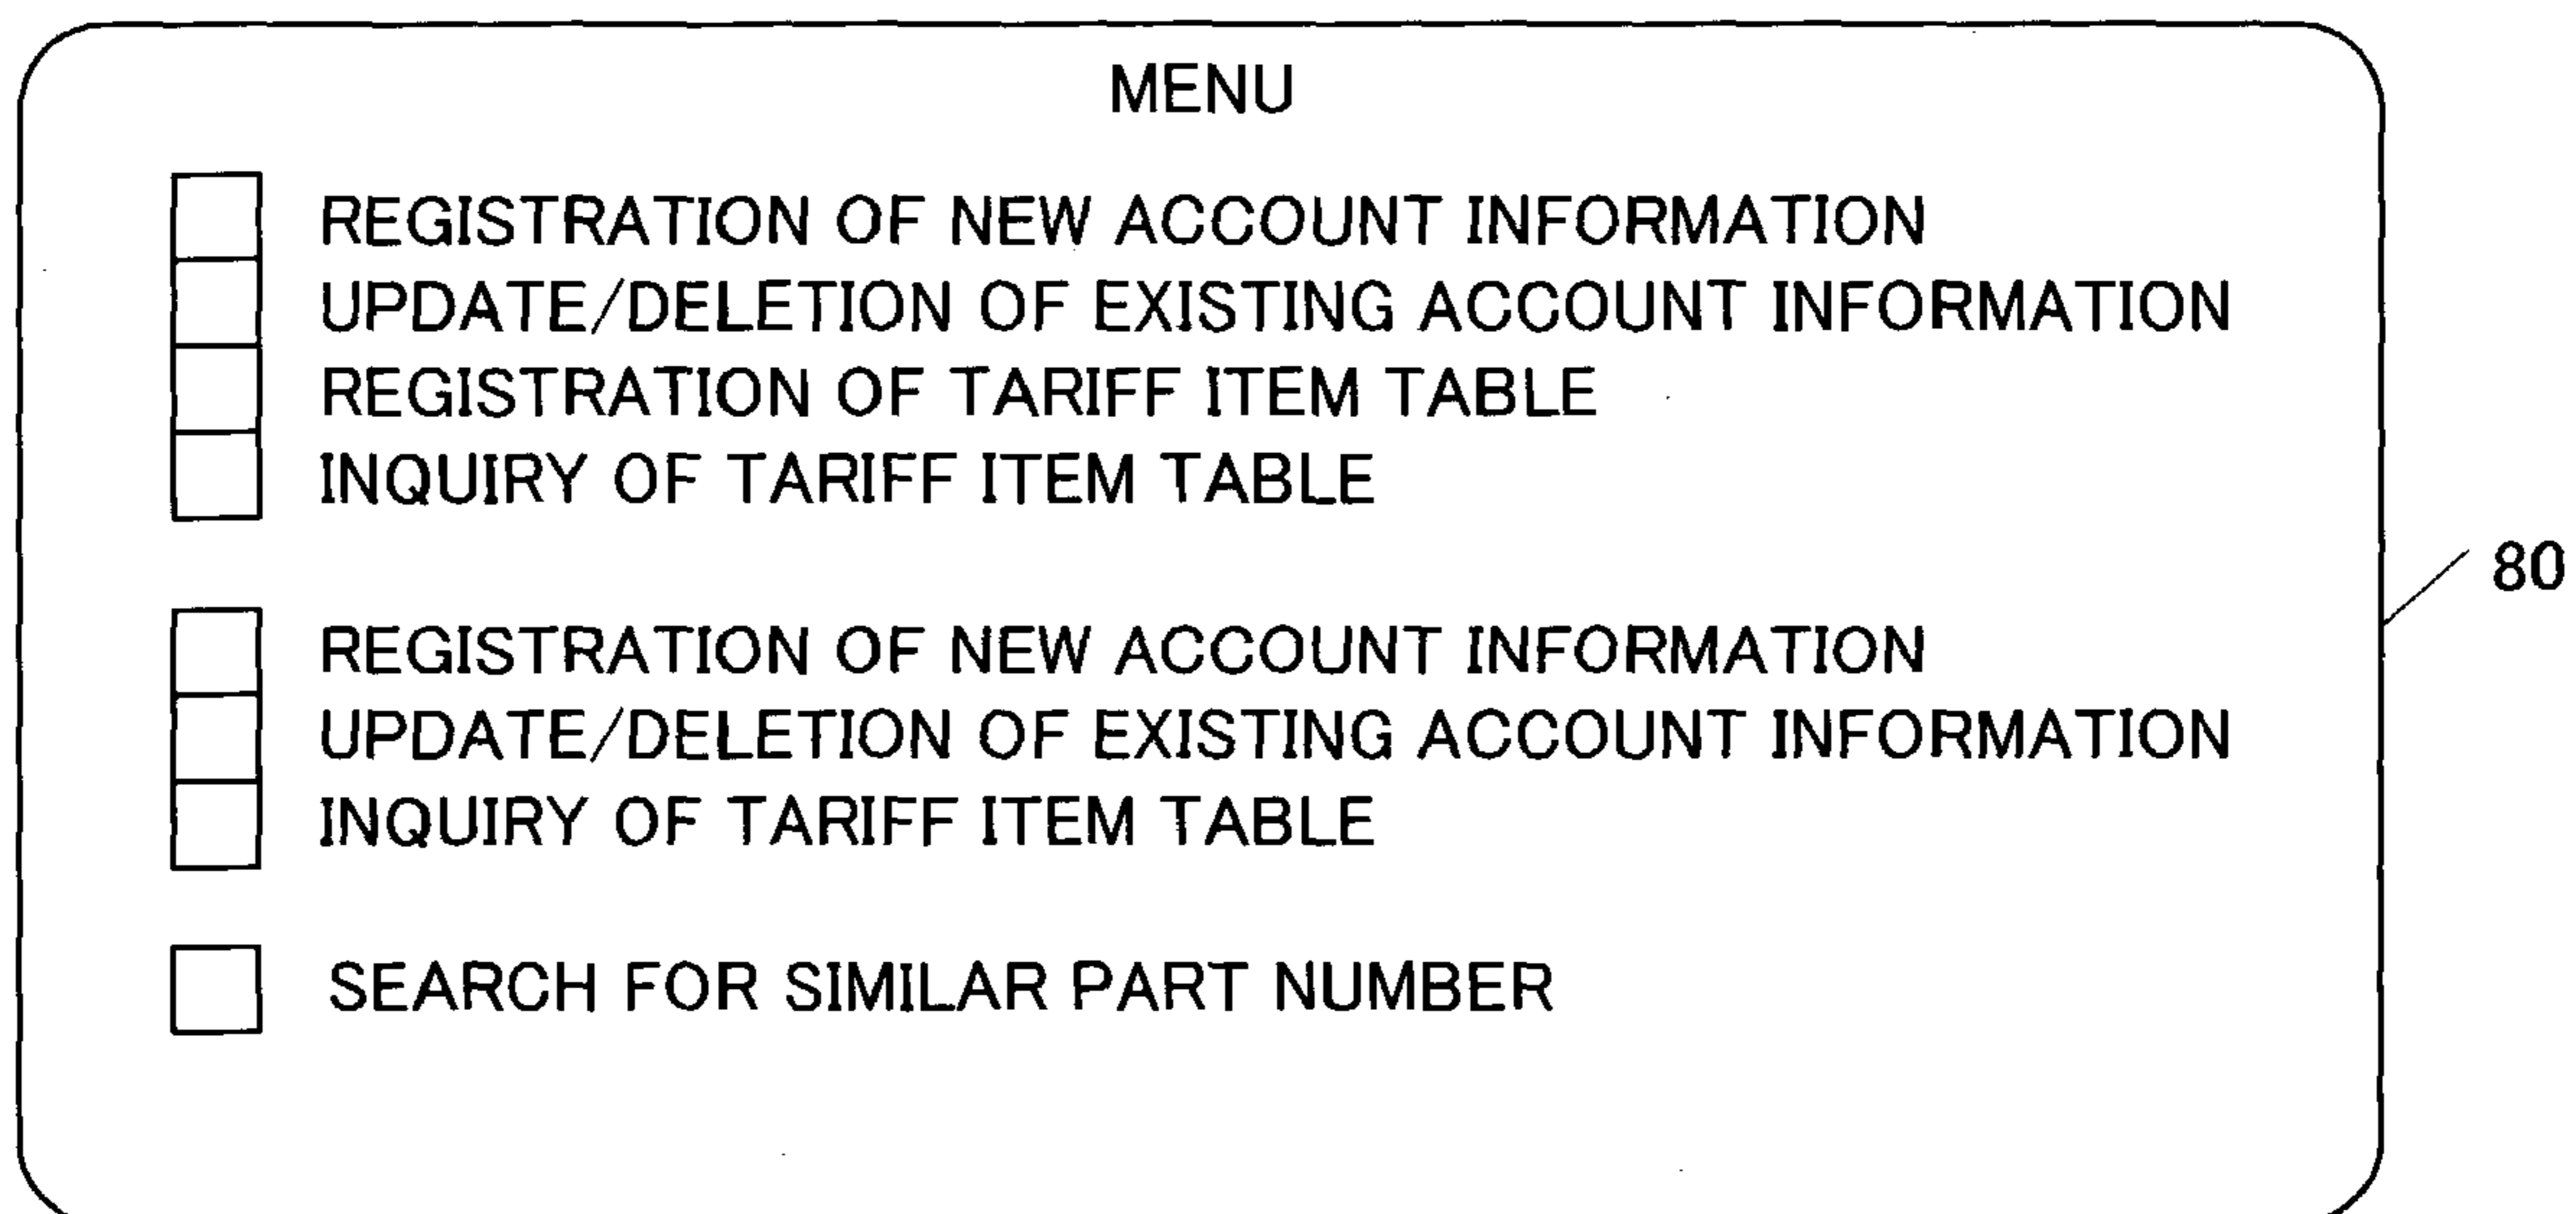 MENU
REGISTRATION OF NEW ACCOUNT INFORMATION
UPDATE/DELETION OF EXISTING ACCOUNT INFORMATION
REGISTRATION OF TARIFF ITEM TABLE
INQUIRY OF TARIFF ITEM TABLE
80
REGISTRATION OF NEW ACCOUNT INFORMATION
UPDATE/DELETION OF EXISTING ACCOUNT INFORMATION
INQUIRY OF TARIFF ITEM TABLE
SEARCH FOR SIMILAR PART NUMBER